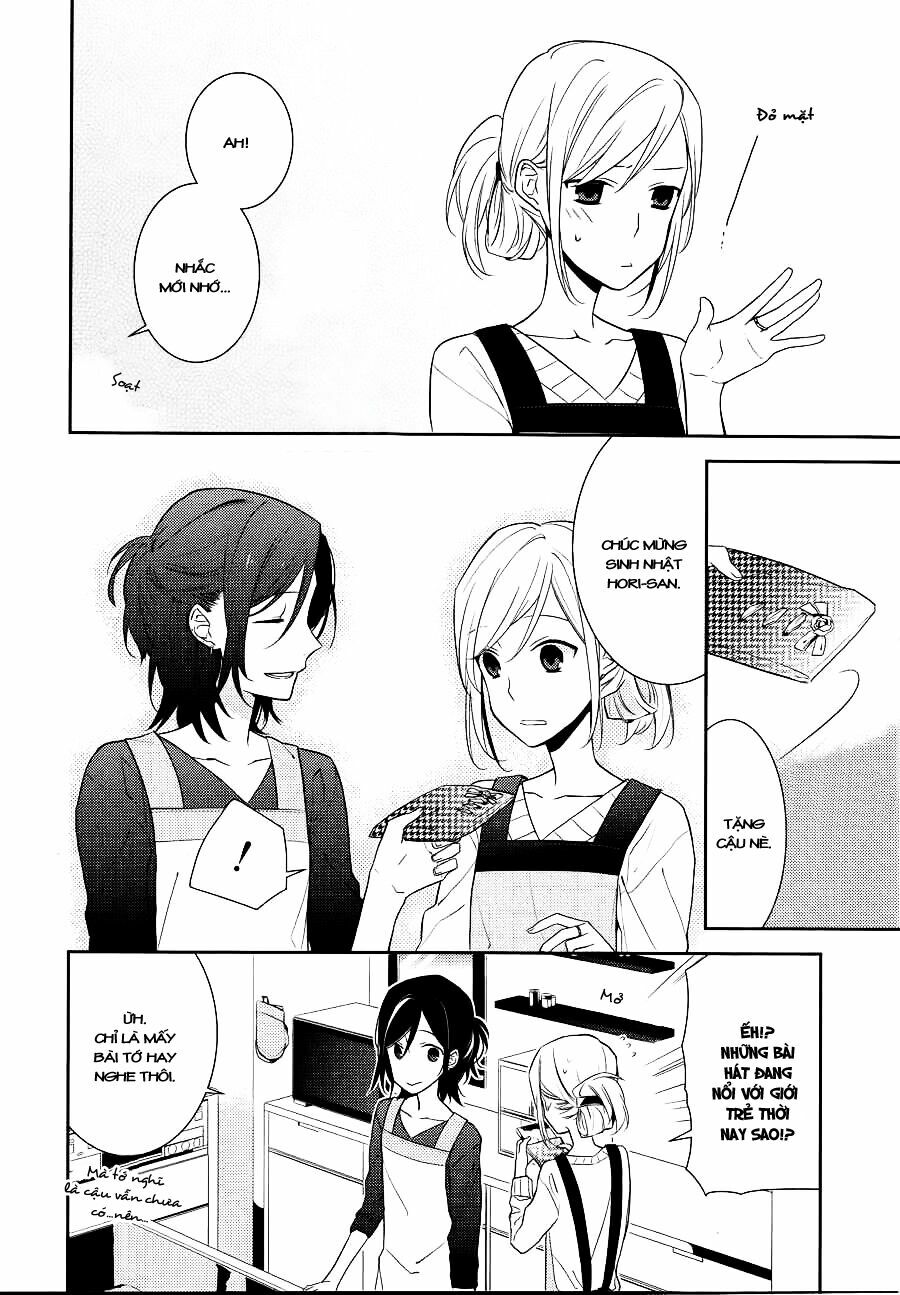 Đỏ mặt
AH!
NHẮC
MỚI NHỚ...
Soạt
CHÚC MỪNG
SINH NHẬT
HORI-SAN.
TẶNG
CẬU NÈ.
!
Mở
ẾH!?
NHỮNG BÀI
HÁT ĐANG
NỔI VỚI GIỚI
TRẺ THỜI
NAY SAO!?
ỪH.
CHỈ LÀ MẤY
BÀI TỚ HAY
NGHE THÔI.
Mà tớ nghĩ
là cậu vẫn chưa
có...nên...